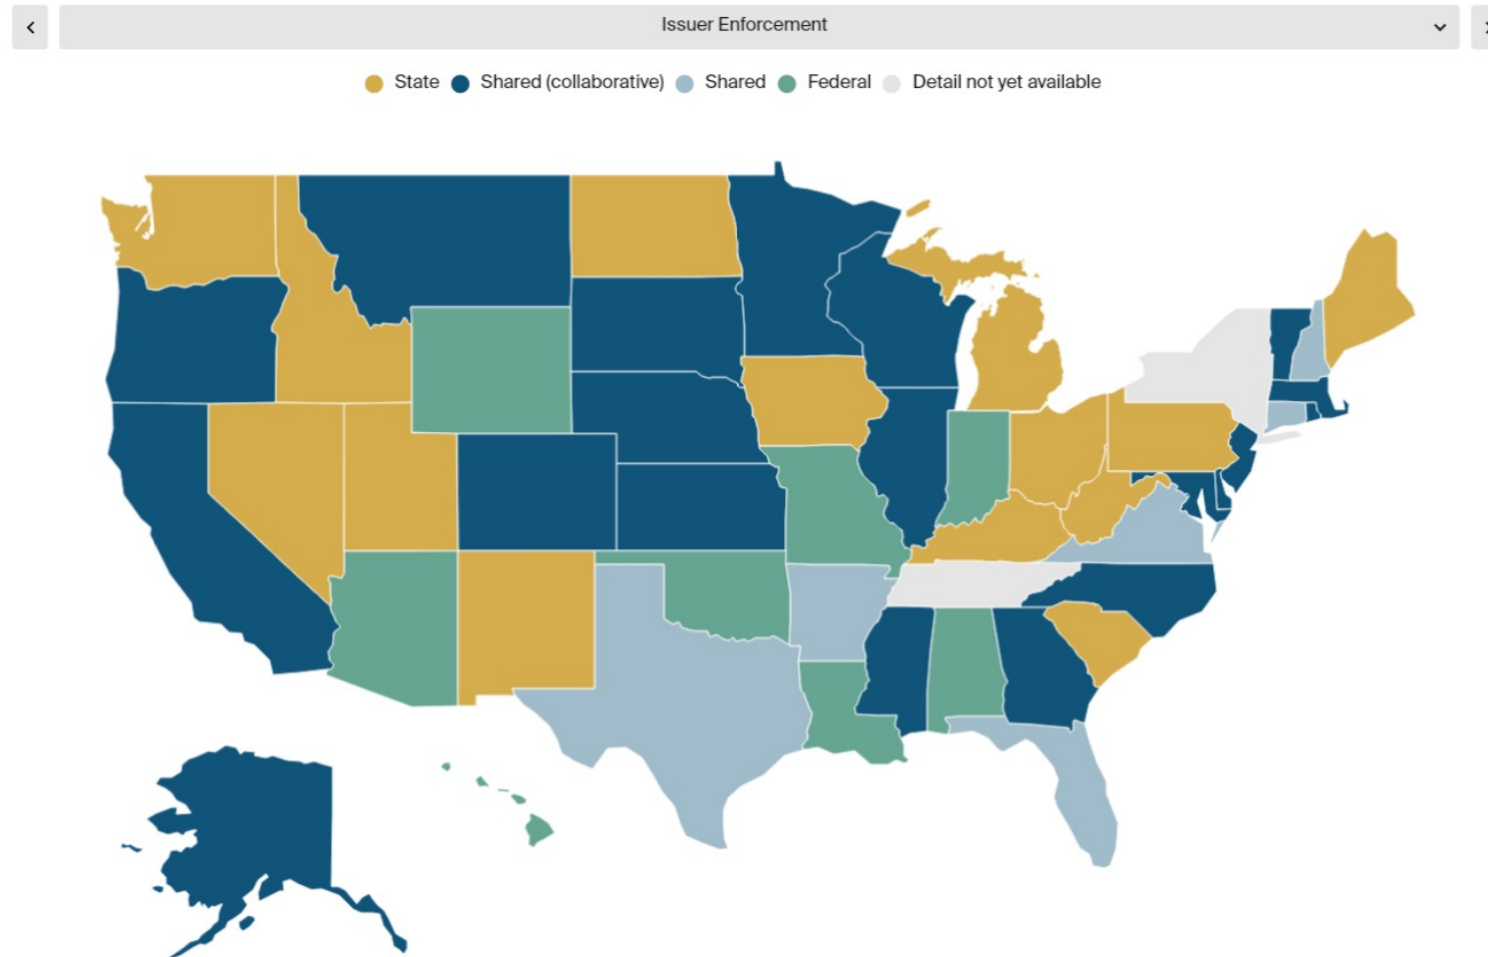 Issuer Enforcement
State Shared (collaborative) Shared Federal Detail not yet available